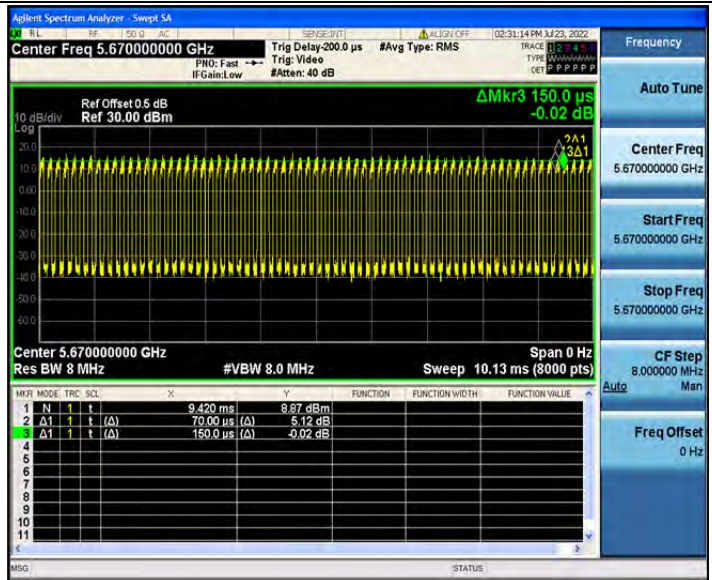 Agilent Spectrum Analyzer - Swept SA
RL RF 50 Ω AC SENSE:INT ALIGN OFF 02:31:14 PM Jul 23, 2022
Center Freq 5.670000000 GHz
PNO: Fast
IFGain:Low
Trig Delay-200.0 µs
Trig: Video
#Atten: 40 dB
#Avg Type: RMS
TRACE 1 2 3 4 5 6
TYPE
DET P P P P P P
Frequency
Ref Offset 0.5 dB
10 dB/div Ref 30.00 dBm
Log
ΔMkr3 150.0 µs
-0.02 dB
2Δ1
3Δ1
20.0
10.0
0.00
-10.0
-20.0
-30.0
-40.0
-50.0
-60.0
Center 5.670000000 GHz Span 0 Hz
Res BW 8 MHz #VBW 8.0 MHz Sweep 10.13 ms (8000 pts)
MKR MODE TRC SCL X Y FUNCTION FUNCTION WIDTH FUNCTION VALUE
1 N 1 t 9.420 ms 8.87 dBm
2 Δ1 1 t (Δ) 70.00 µs (Δ) 5.12 dB
3 Δ1 1 t (Δ) 150.0 µs (Δ) -0.02 dB
4
5
6
7
8
9
10
11
MSG STATUS
Auto Tune
Center Freq
5.670000000 GHz
Start Freq
5.670000000 GHz
Stop Freq
5.670000000 GHz
CF Step
8.000000 MHz
Auto Man
Freq Offset
0 Hz